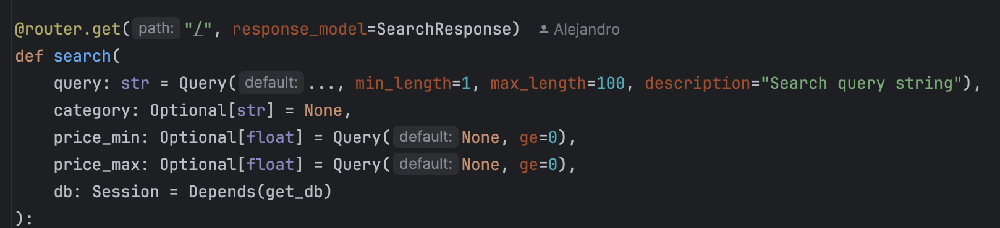 @router.get(path: "/", response_model=SearchResponse) Alejandro
def search(
    query: str = Query(default: ..., min_length=1, max_length=100, description="Search query string"),
    category: Optional[str] = None,
    price_min: Optional[float] = Query(default: None, ge=0),
    price_max: Optional[float] = Query(default: None, ge=0),
    db: Session = Depends(get_db)
):